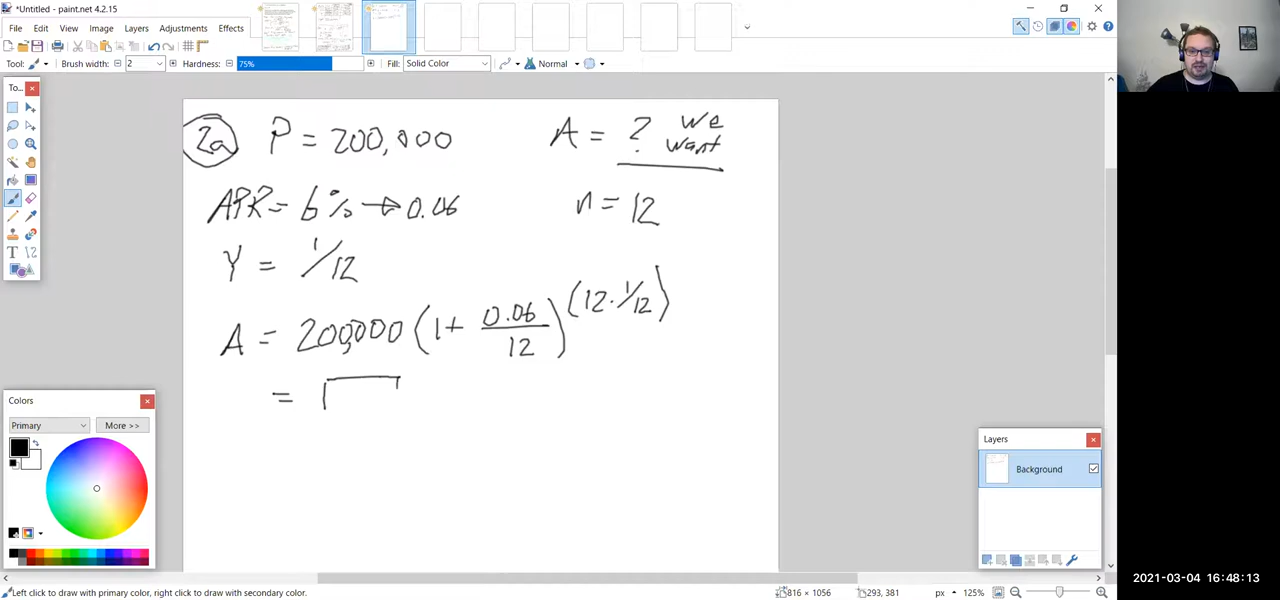 *Untitled - paint.net 4.2.15
File Edit View Image Layers Adjustments Effects
Tool: Brush width: 2 Hardness: 75% Fill: Solid Color Normal
To...
2a P = 200,000 A = ? we want
APR = 6% → 0.06 n = 12
Y = 1/12
A = 200,000 (1 + 0.06/12)^(12 · 1/12)
=
Colors
Primary More >>
Layers
Background
2021-03-04 16:48:13
Left click to draw with primary color, right click to draw with secondary color. 816 × 1056 293, 381 px 125%